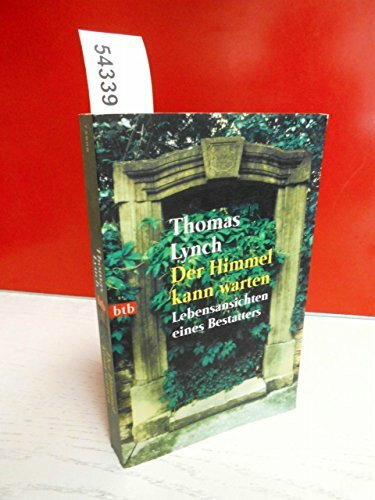 54339
Thomas
Lynch
Der Himmel
kann warten
Lebensansichten
eines Bestatters
btb